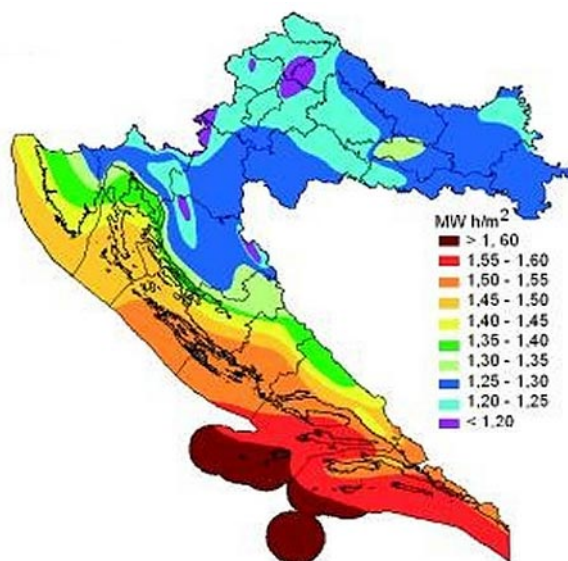 MW h/m²
> 1, 60
1,55 - 1,60
1,50 - 1,55
1,45 - 1,50
1,40 - 1,45
1,35 - 1,40
1,30 - 1,35
1,25 - 1,30
1,20 - 1,25
< 1,20